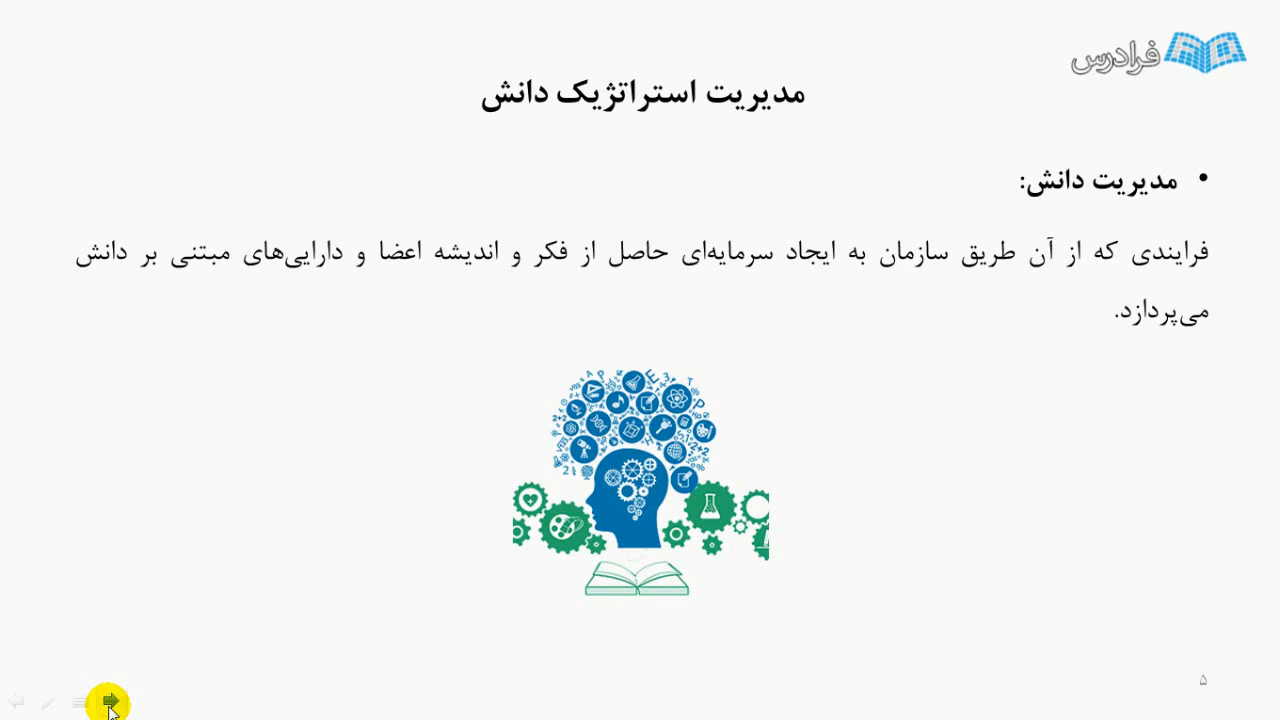 فرادرس
مدیریت استراتژیک دانش
• مدیریت دانش:
فرایندی که از آن طریق سازمان به ایجاد سرمایه‌ای حاصل از فکر و اندیشه اعضا و دارایی‌های مبتنی بر دانش
می‌پردازد.
۵